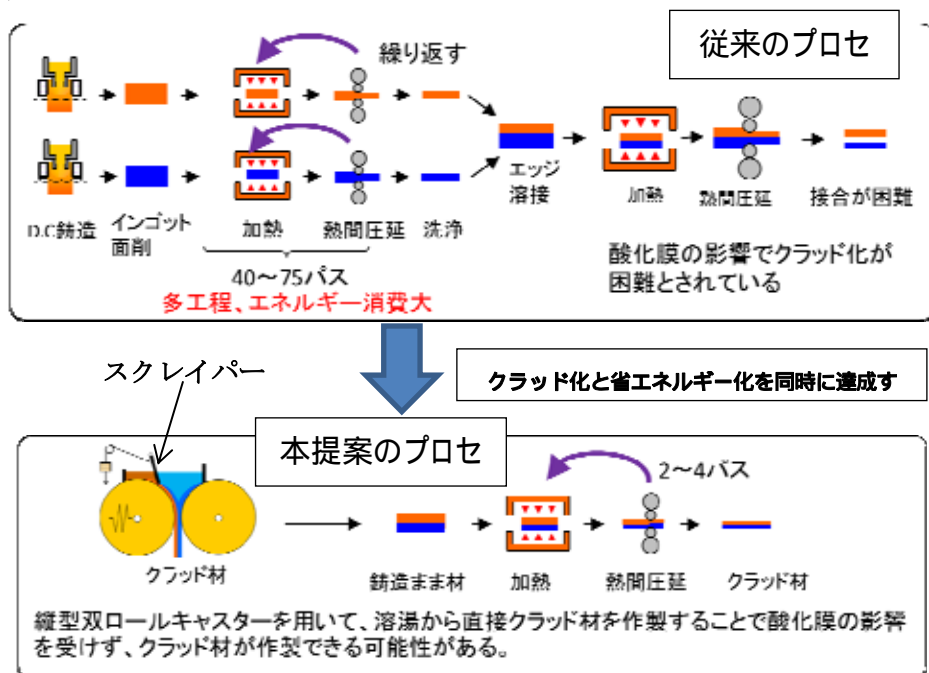 従来のプロセ
繰り返す
D.C鋳造
インゴット
面削
加熱
熱間圧延
洗浄
エッジ
溶接
加熱
熱間圧延
接合が困難
40～75パス
多工程、エネルギー消費大
酸化膜の影響でクラッド化が
困難とされている
スクレイパー
クラッド化と省エネルギー化を同時に達成す
本提案のプロセ
2～4パス
クラッド材
鋳造まま材
加熱
熱間圧延
クラッド材
縦型双ロールキャスターを用いて、溶湯から直接クラッド材を作製することで酸化膜の影響
を受けず、クラッド材が作製できる可能性がある。